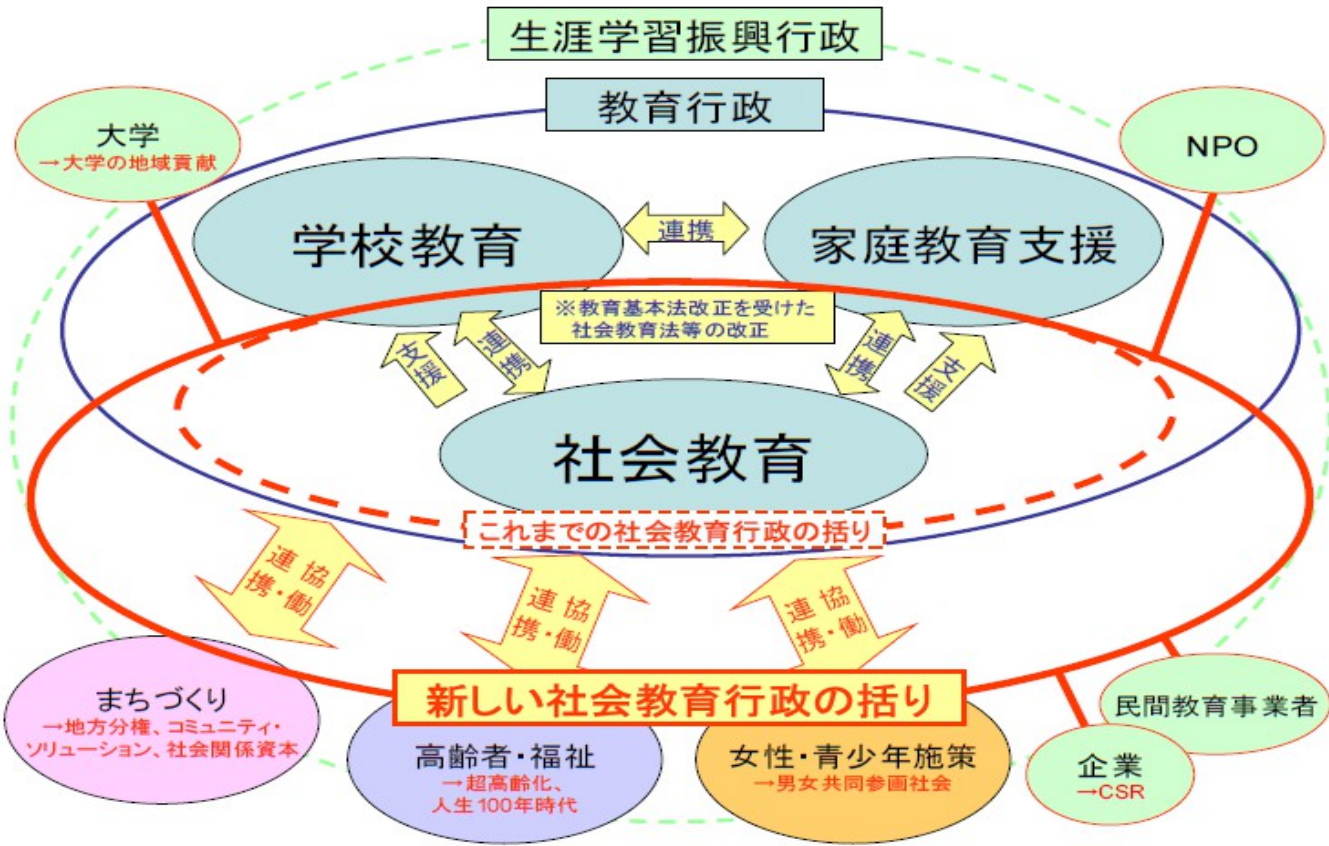 生涯学習振興行政
教育行政
大学
→大学の地域貢献
NPO
学校教育
連携
家庭教育支援
※教育基本法改正を受けた
社会教育法等の改正
支援
連携
連携
支援
社会教育
これまでの社会教育行政の括り
連携・協働
連携・協働
連携・協働
新しい社会教育行政の括り
まちづくり
→地方分権、コミュニティ・
ソリューション、社会関係資本
高齢者・福祉
→超高齢化、
人生100年時代
女性・青少年施策
→男女共同参画社会
民間教育事業者
企業
→CSR